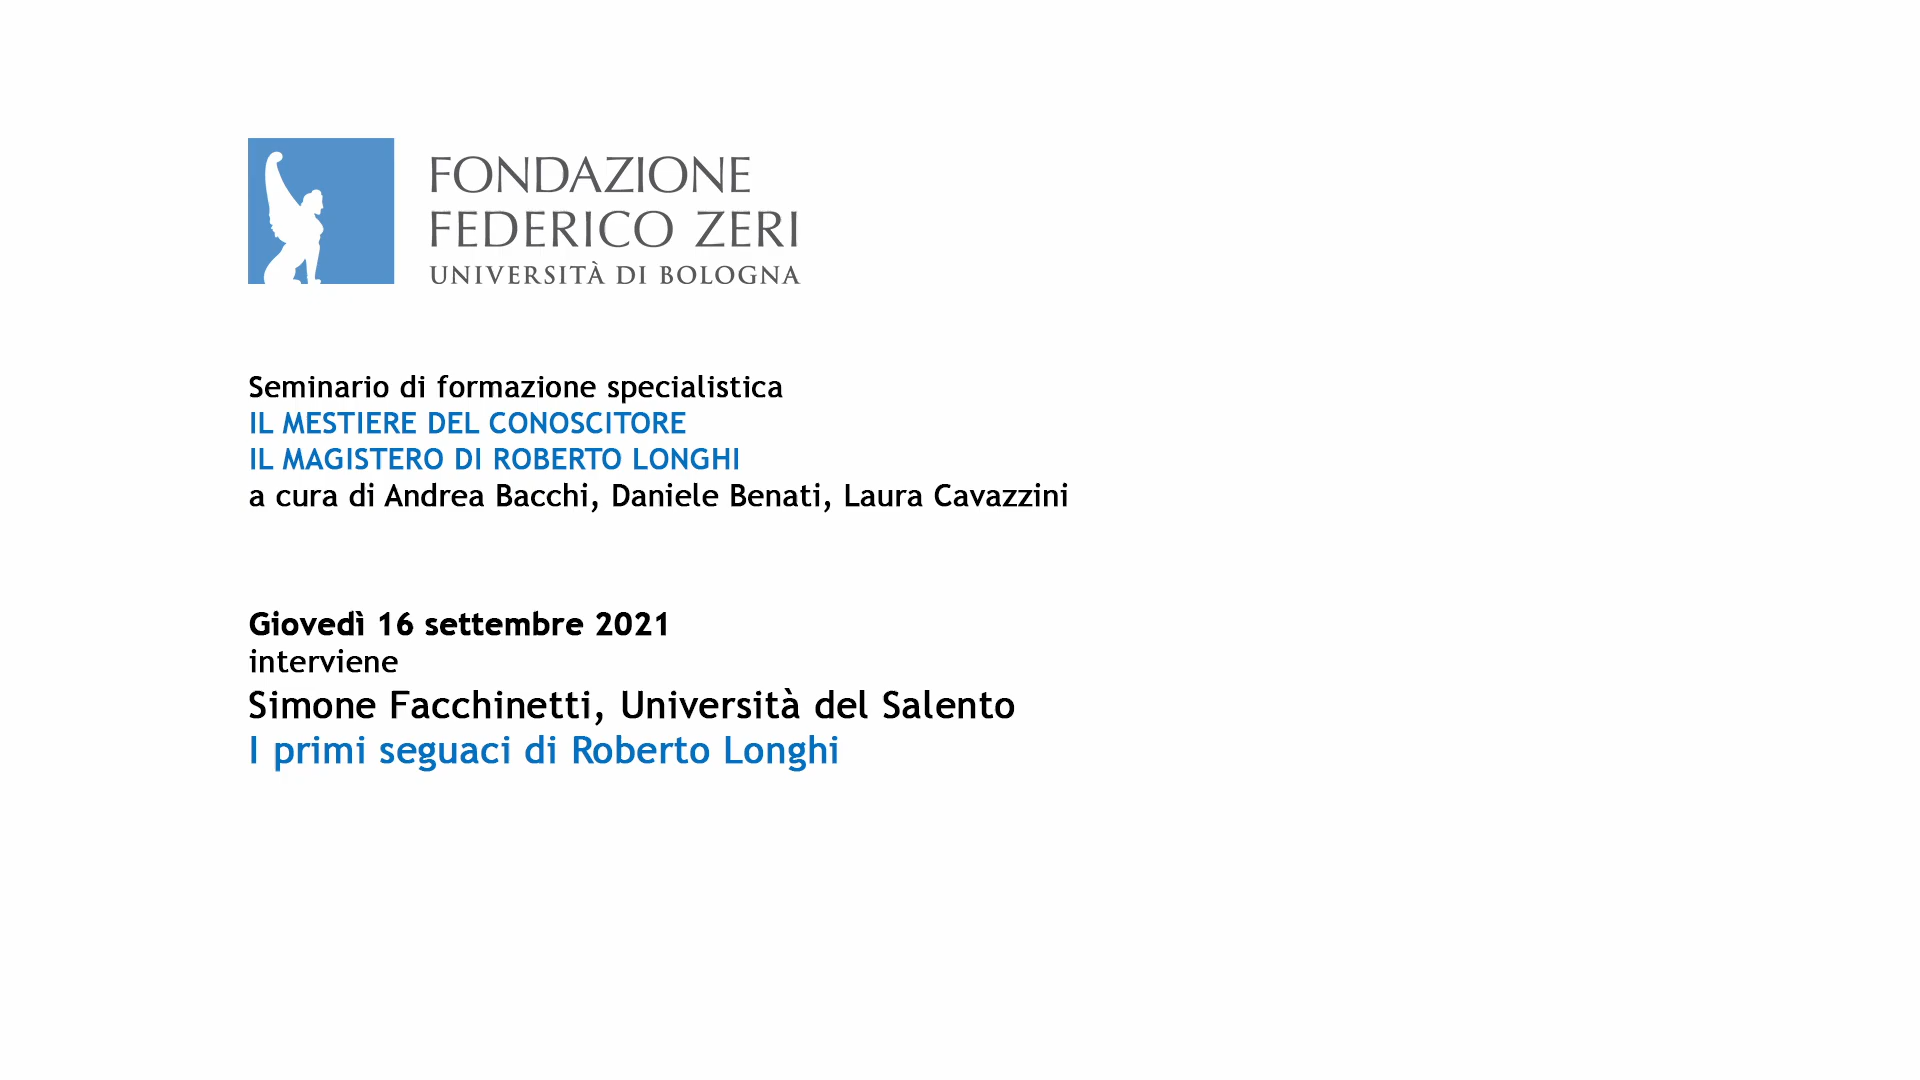 FONDAZIONE
FEDERICO ZERI
UNIVERSITÀ DI BOLOGNA
Seminario di formazione specialistica
IL MESTIERE DEL CONOSCITORE
IL MAGISTERO DI ROBERTO LONGHI
a cura di Andrea Bacchi, Daniele Benati, Laura Cavazzini
Giovedì 16 settembre 2021
interviene
Simone Facchinetti, Università del Salento
I primi seguaci di Roberto Longhi